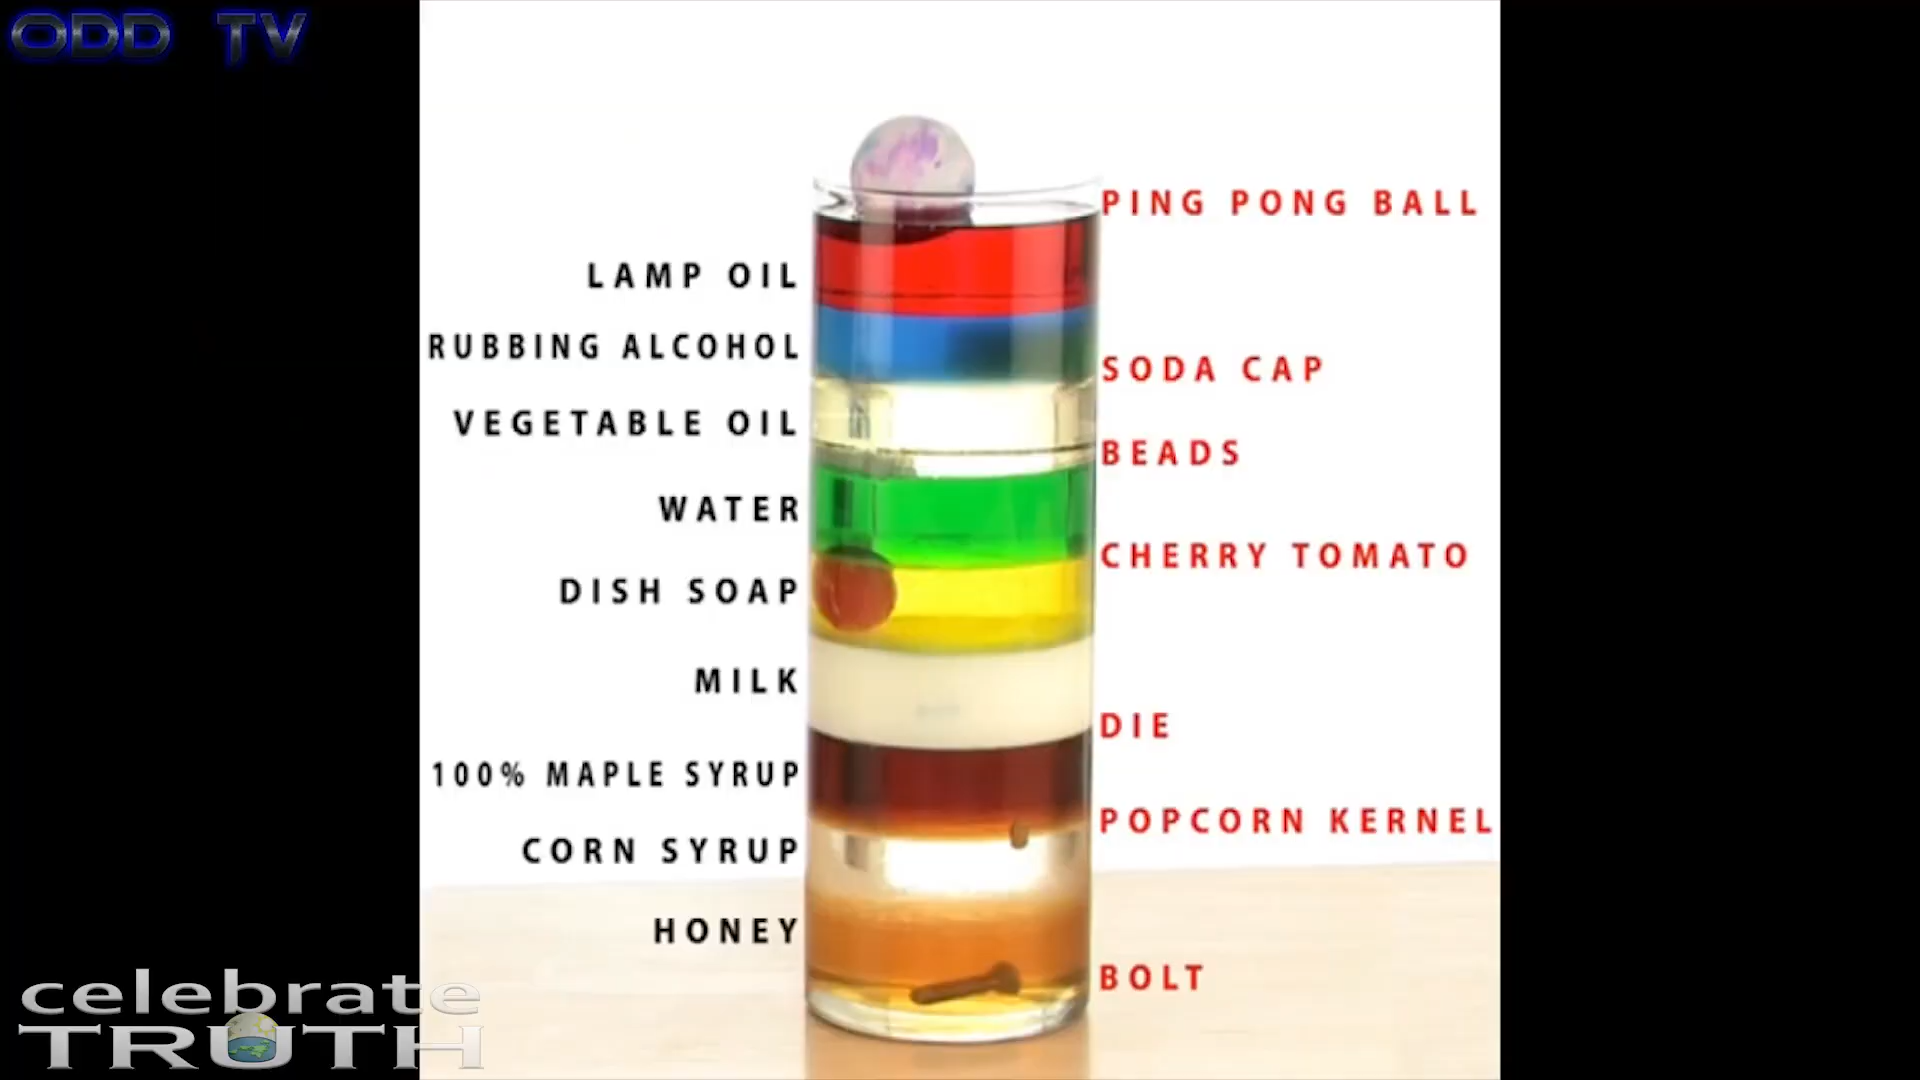 ODD TV
PING PONG BALL
LAMP OIL
RUBBING ALCOHOL
SODA CAP
VEGETABLE OIL
BEADS
WATER
CHERRY TOMATO
DISH SOAP
MILK
DIE
100% MAPLE SYRUP
POPCORN KERNEL
CORN SYRUP
HONEY
BOLT
celebrate
TRUTH